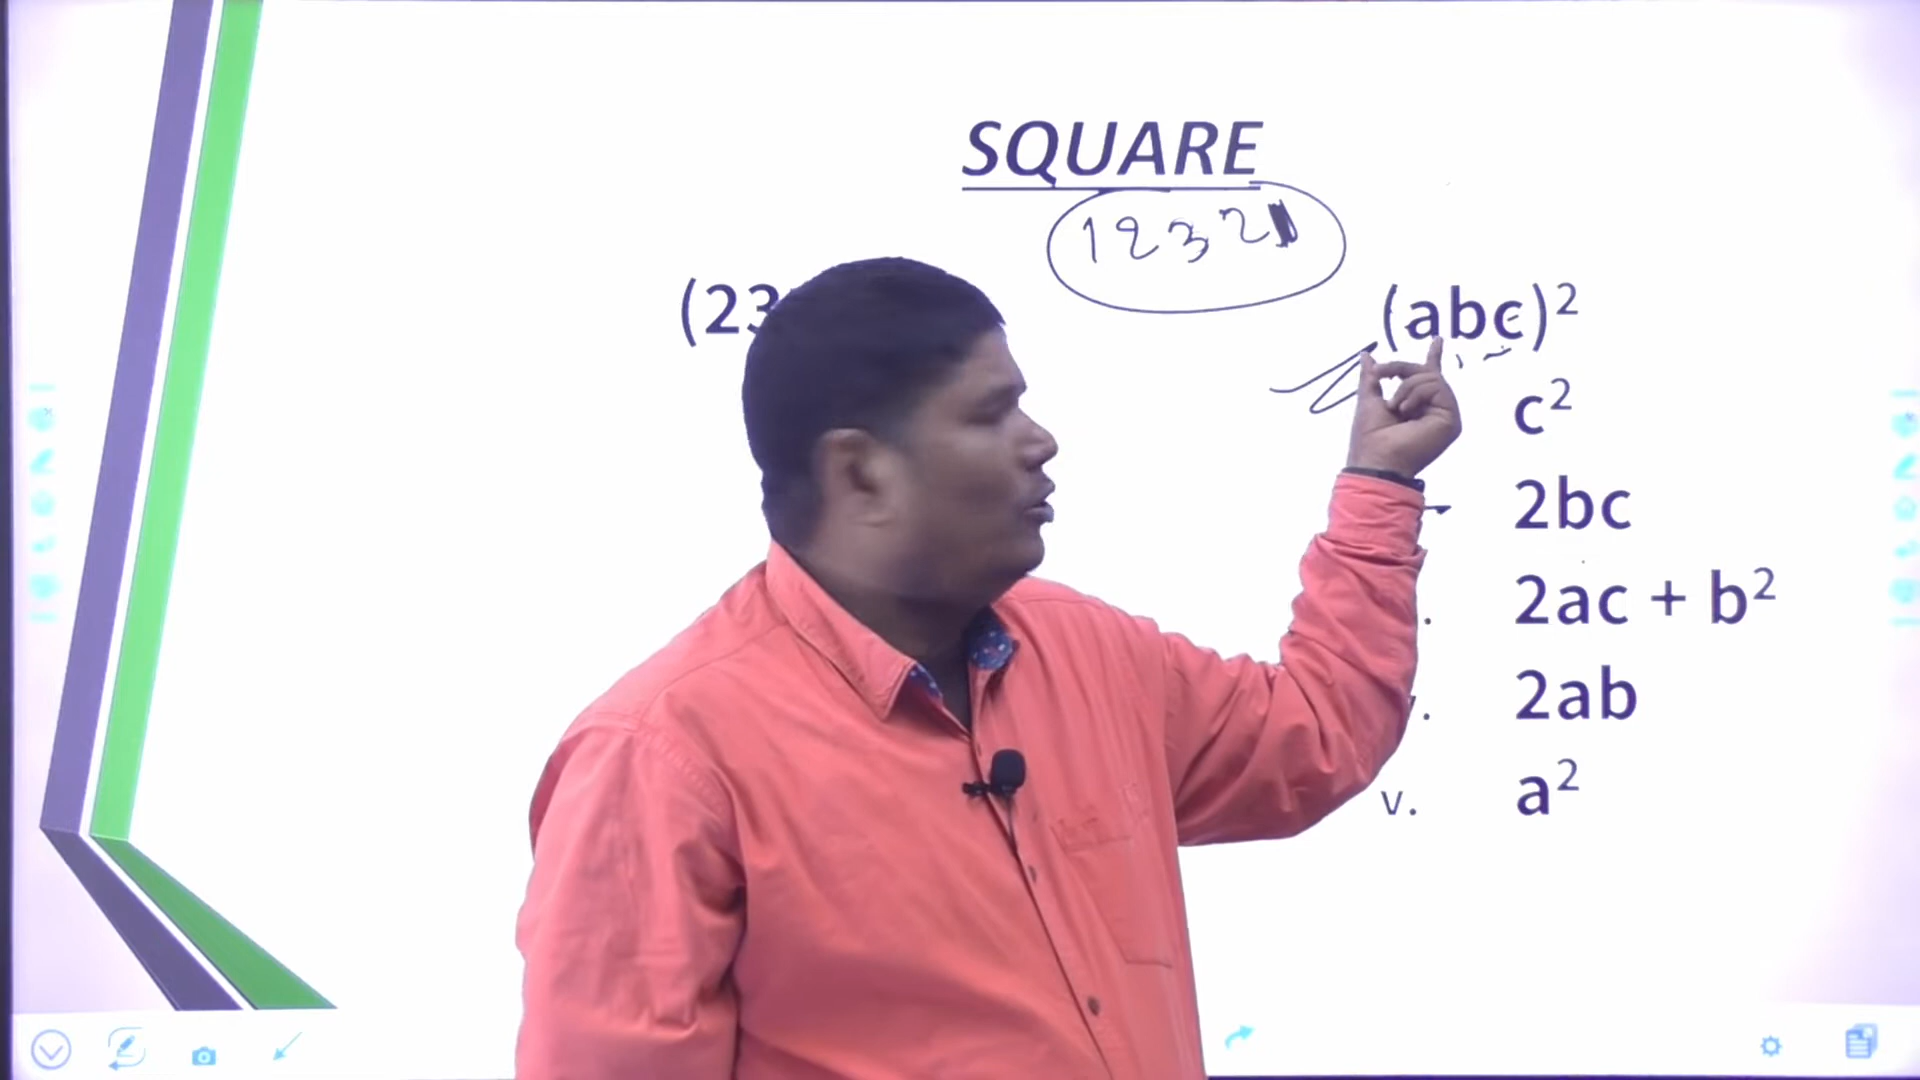 SQUARE
12321
(23
(abc)²
c²
2bc
2ac + b²
2ab
v. a²